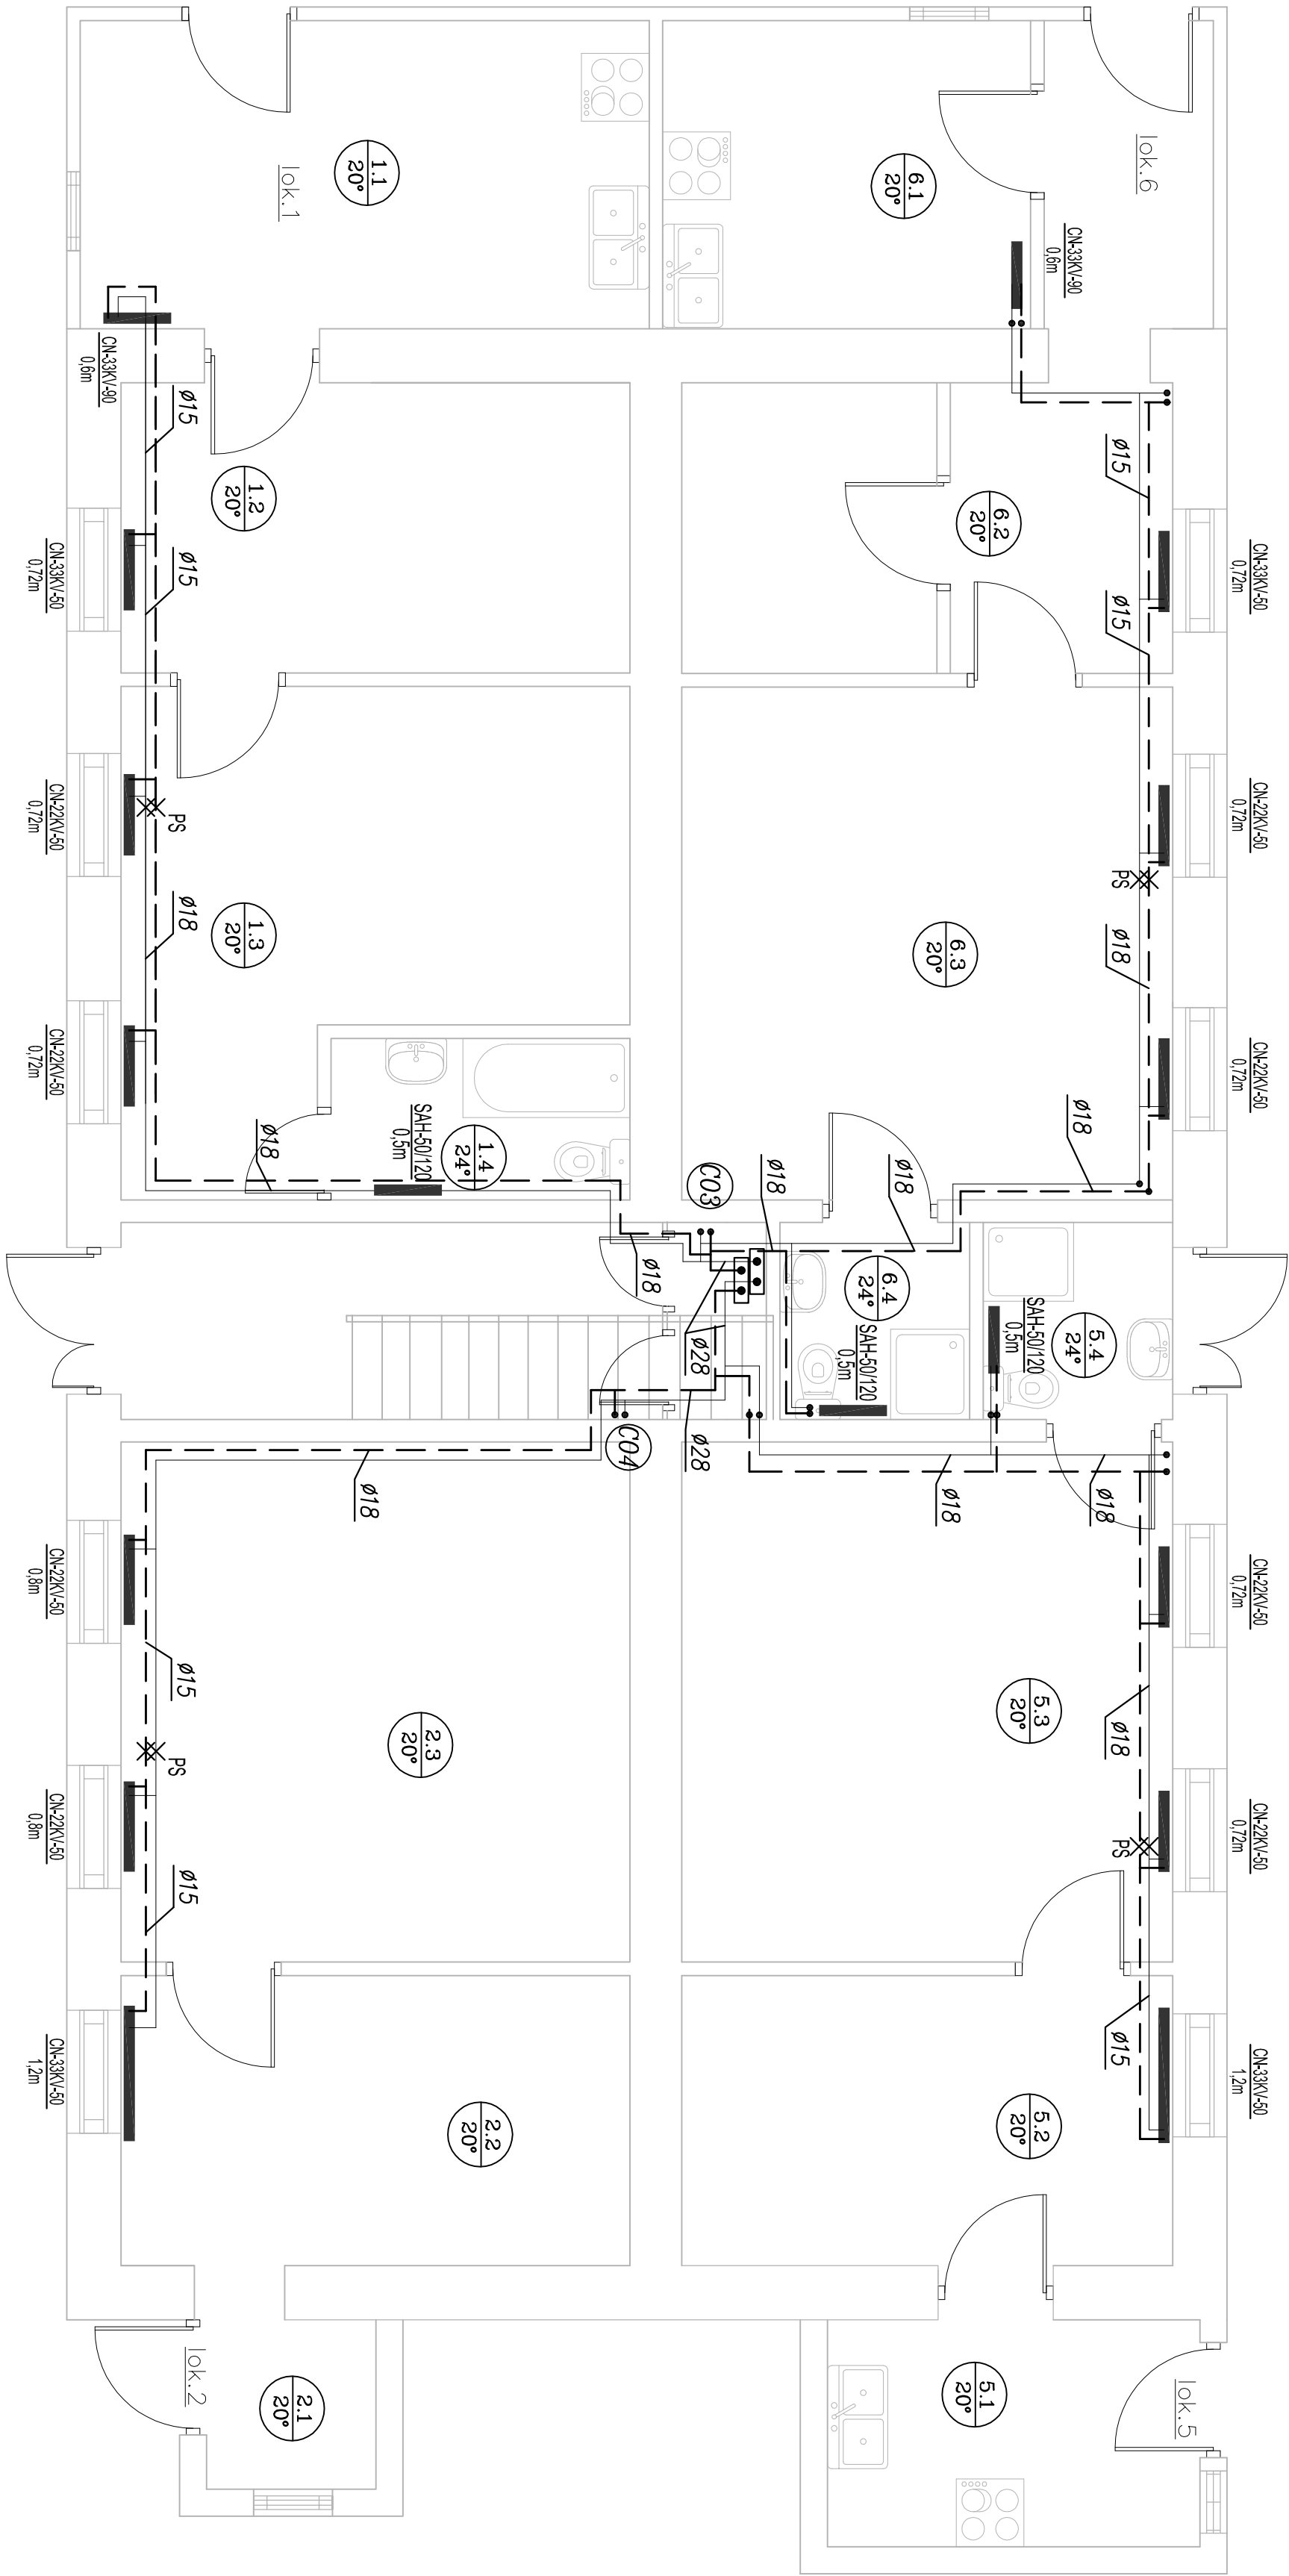 lok.6
6.1
20°
1.1
20°
lok.1
CN-33KV-90
0,6m
CN-33KV-90
0,6m
Ø15
Ø15
1.2
20°
6.2
20°
CN-33KV-50
0,72m
CN-33KV-50
0,72m
Ø15
Ø15
CN-22KV-50
0,72m
CN-22KV-50
0,72m
PS
PS
Ø18
Ø18
1.3
20°
6.3
20°
CN-22KV-50
0,72m
CN-22KV-50
0,72m
Ø18
Ø18
SAH-50/120
0,5m
1.4
24°
C03
Ø18
Ø18
Ø18
6.4
24°
SAH-50/120
0,5m
5.4
24°
SAH-50/120
0,5m
Ø28
Ø28
C04
Ø18
Ø18
Ø18
CN-22KV-50
0,8m
CN-22KV-50
0,72m
Ø15
Ø18
2.3
20°
5.3
20°
PS
PS
CN-22KV-50
0,8m
CN-22KV-50
0,72m
Ø15
Ø15
CN-33KV-50
1,2m
CN-33KV-50
1,2m
2.2
20°
5.2
20°
lok.2
2.1
20°
5.1
20°
lok.5